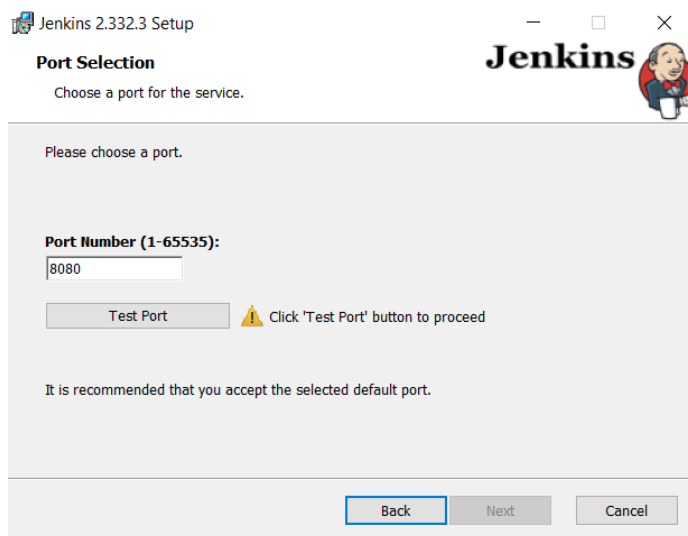 Jenkins 2.332.3 Setup
Port Selection
Jenkins
Choose a port for the service.
Please choose a port.
Port Number (1-65535):
8080
Test Port
Click 'Test Port' button to proceed
It is recommended that you accept the selected default port.
Back
Next
Cancel